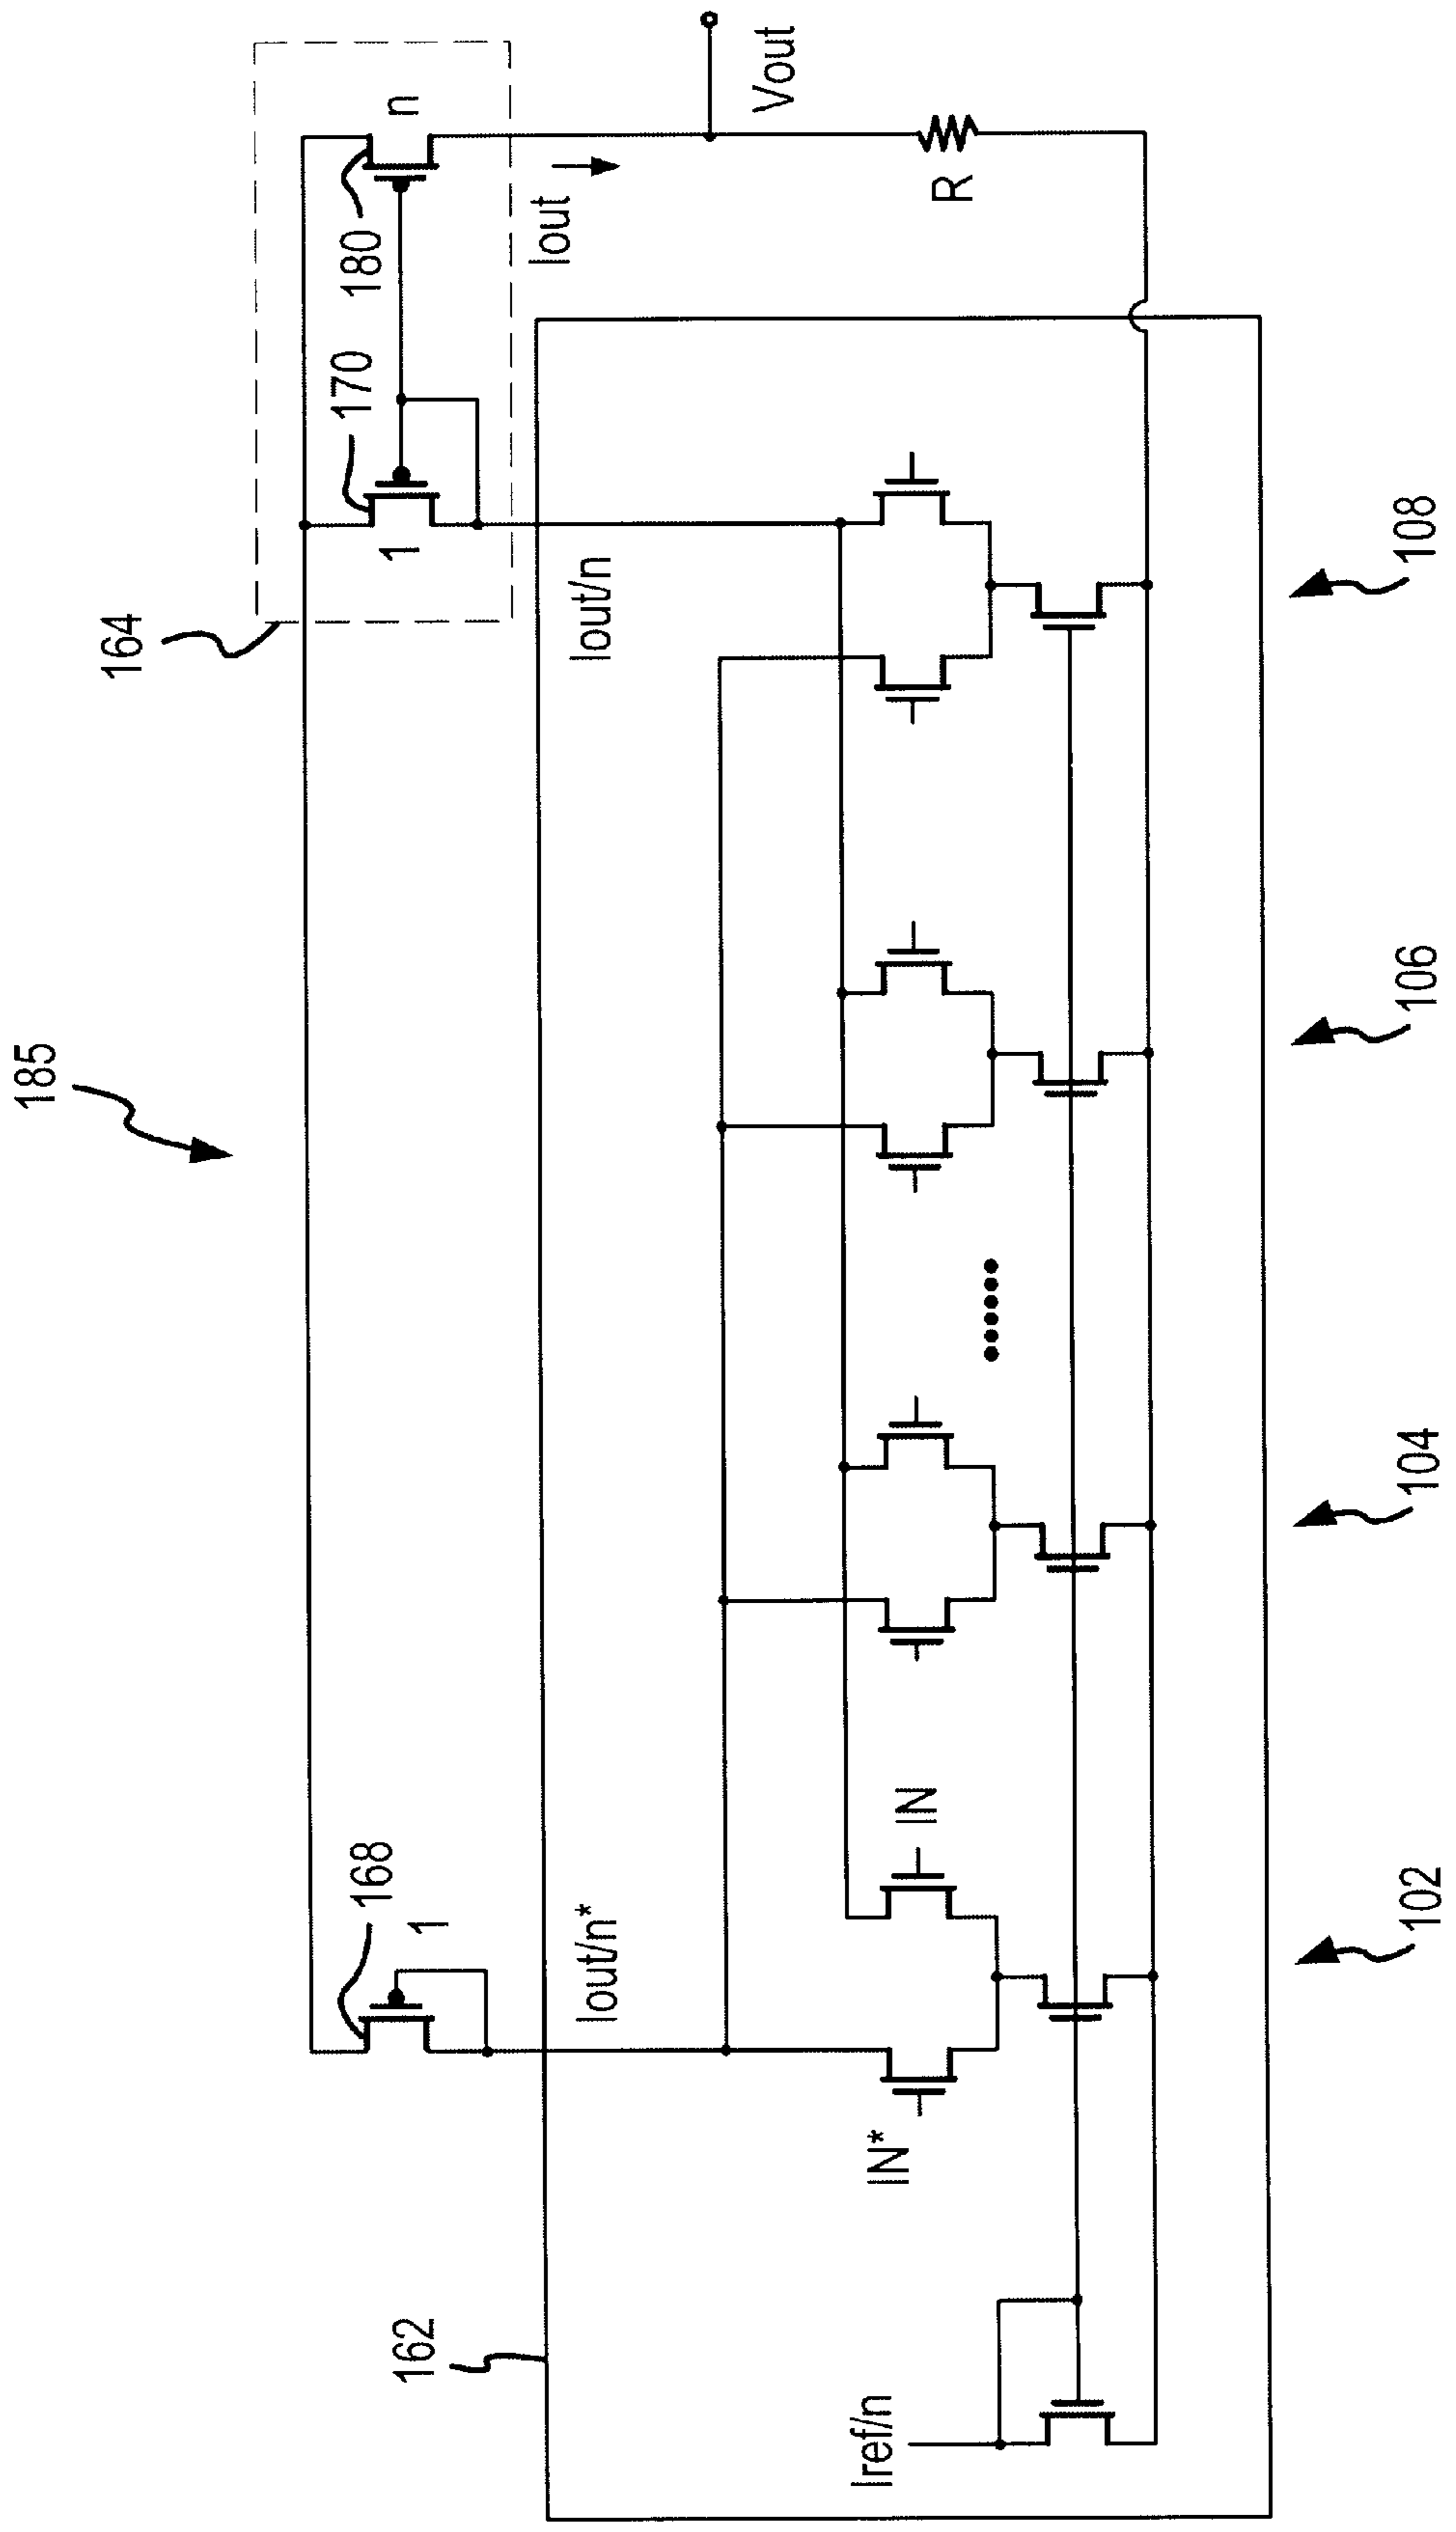 185
164
170
180
n
1
168
1
Iout
Vout
R
Iout/n*
Iout/n
162
IN*
IN
Iref/n
102
104
106
108